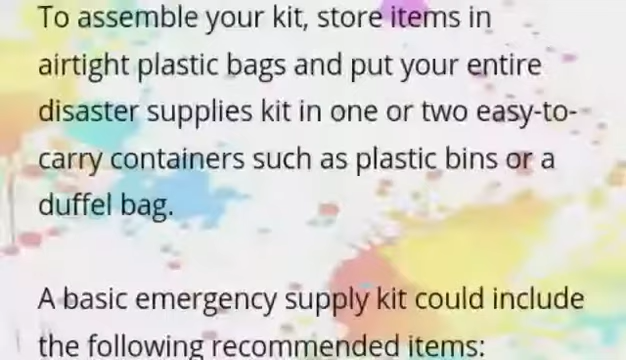 To assemble your kit, store items in
airtight plastic bags and put your entire
disaster supplies kit in one or two easy-to-
carry containers such as plastic bins or a
duffel bag.
A basic emergency supply kit could include
the following recommended items: